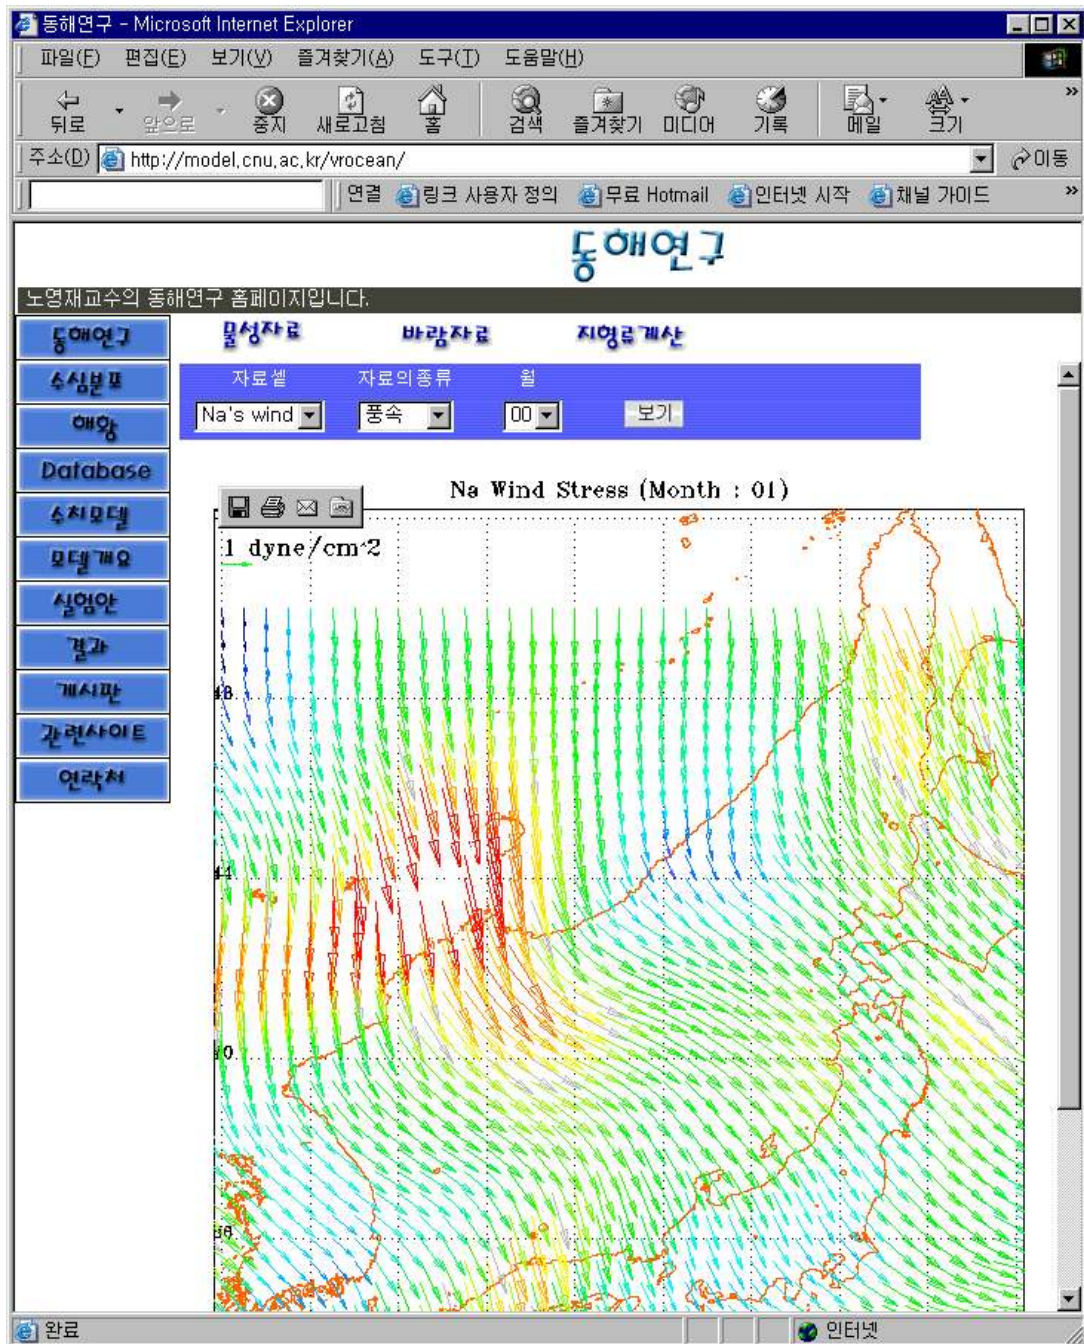 동해연구 - Microsoft Internet Explorer
파일(F) 편집(E) 보기(V) 즐겨찾기(A) 도구(T) 도움말(H)
뒤로 앞으로 중지 새로고침 홈 검색 즐겨찾기 미디어 기록 메일 크기 »
주소(D) http://model.cnu.ac.kr/vrocean/ 이동
연결 링크 사용자 정의 무료 Hotmail 인터넷 시작 채널 가이드 »
동해연구
노영재교수의 동해연구 홈페이지입니다.
동해연구 물성자료 바람자료 지형류계산
수심분포 자료셑 자료의종류 월
해황 Na's wind 풍속 00 보기
Database
수치모델 Na Wind Stress (Month : 01)
모델개요 1 dyne/cm^2
실험안
결과
게시판 48
관련사이트
연락처
44
40
36
완료 인터넷